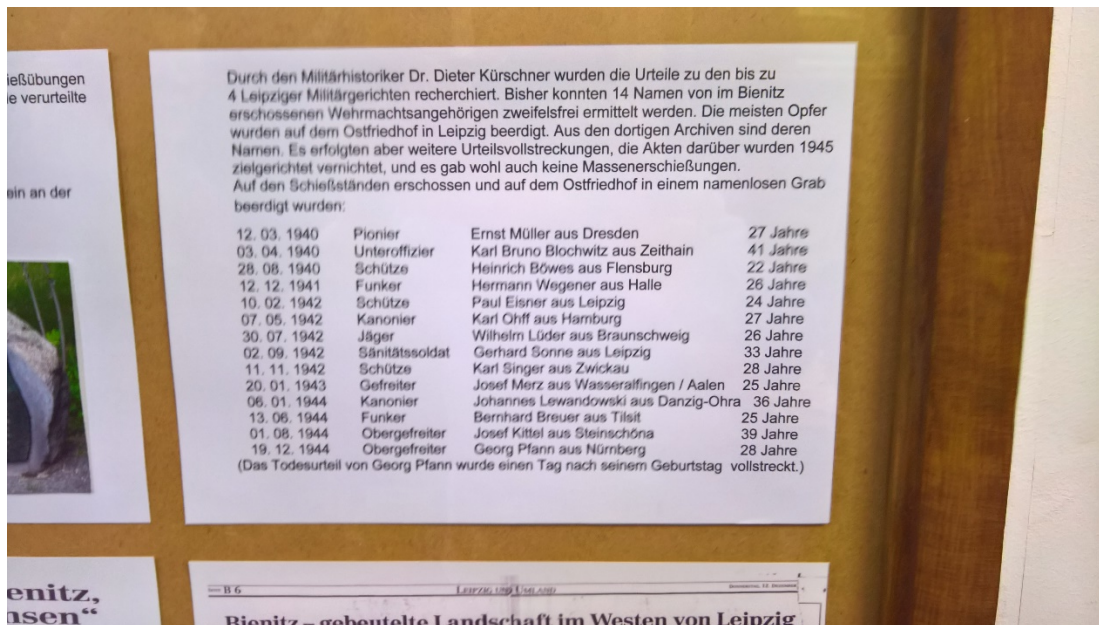 ießübungen
e verurteilte
ein an der
Durch den Militärhistoriker Dr. Dieter Kürschner wurden die Urteile zu den bis zu
4 Leipziger Militärgerichten recherchiert. Bisher konnten 14 Namen von im Bienitz
erschossenen Wehrmachtsangehörigen zweifelsfrei ermittelt werden. Die meisten Opfer
wurden auf dem Ostfriedhof in Leipzig beerdigt. Aus den dortigen Archiven sind deren
Namen. Es erfolgten aber weitere Urteilsvollstreckungen, die Akten darüber wurden 1945
zielgerichtet vernichtet, und es gab wohl auch keine Massenerschießungen.
Auf den Schießständen erschossen und auf dem Ostfriedhof in einem namenlosen Grab
beerdigt wurden:
12. 03. 1940 Pionier Ernst Müller aus Dresden 27 Jahre
03. 04. 1940 Unteroffizier Karl Bruno Blochwitz aus Zeithain 41 Jahre
28. 08. 1940 Schütze Heinrich Böwes aus Flensburg 22 Jahre
12. 12. 1941 Funker Hermann Wegener aus Halle 26 Jahre
10. 02. 1942 Schütze Paul Eisner aus Leipzig 24 Jahre
07. 05. 1942 Kanonier Karl Ohff aus Hamburg 27 Jahre
30. 07. 1942 Jäger Wilhelm Lüder aus Braunschweig 26 Jahre
02. 09. 1942 Sänitätssoldat Gerhard Sonne aus Leipzig 33 Jahre
11. 11. 1942 Schütze Karl Singer aus Zwickau 28 Jahre
20. 01. 1943 Gefreiter Josef Merz aus Wasseralfingen / Aalen 25 Jahre
06. 01. 1944 Kanonier Johannes Lewandowski aus Danzig-Ohra 36 Jahre
13. 06. 1944 Funker Bernhard Breuer aus Tilsit 25 Jahre
01. 08. 1944 Obergefreiter Josef Kittel aus Steinschöna 39 Jahre
19. 12. 1944 Obergefreiter Georg Pfann aus Nürnberg 28 Jahre
(Das Todesurteil von Georg Pfann wurde einen Tag nach seinem Geburtstag vollstreckt.)
enitz,
nsen“
B 6 Leipzig und Umland
Bienitz – gebeutelte Landschaft im Westen von Leipzig